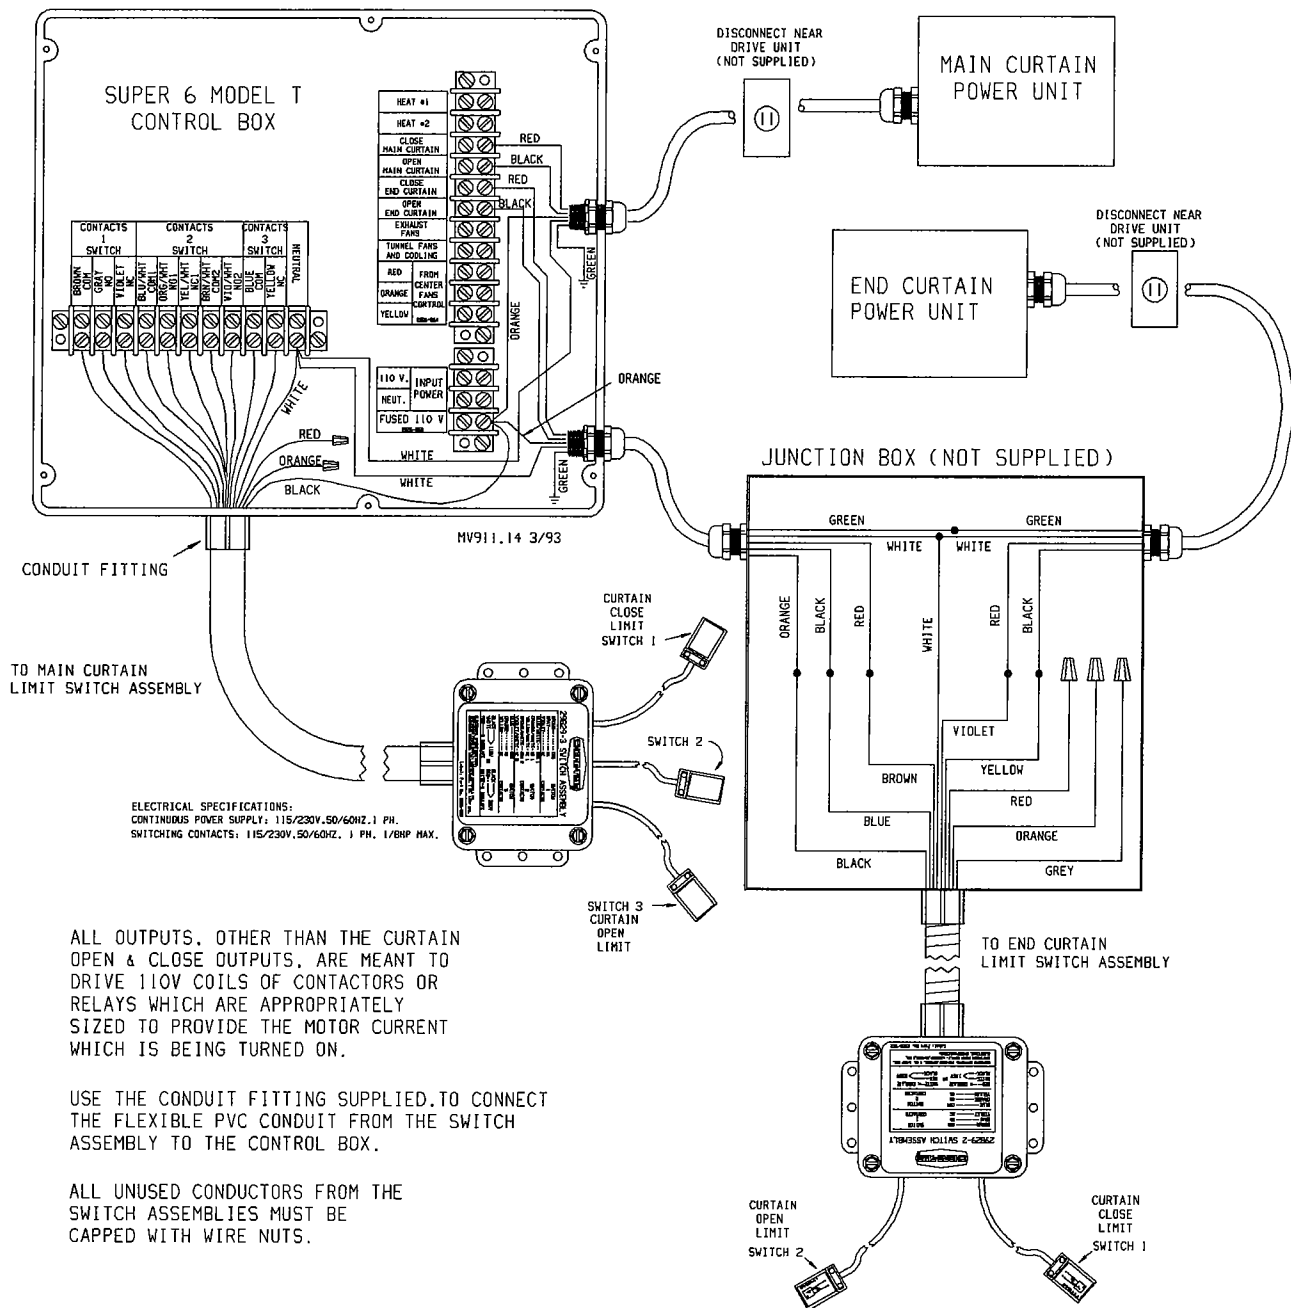 DISCONNECT NEAR
DRIVE UNIT
(NOT SUPPLIED)
MAIN CURTAIN
POWER UNIT
SUPER 6 MODEL T
CONTROL BOX
HEAT #1
HEAT #2
CLOSE
MAIN CURTAIN
OPEN
MAIN CURTAIN
CLOSE
END CURTAIN
OPEN
END CURTAIN
EXHAUST
FANS
TUNNEL FANS
AND COOLING
RED
ORANGE
YELLOW
FROM
CENTER
FANS
CONTROL
RED
BLACK
RED
BLACK
GREEN
ORANGE
CONTACTS
1
SWITCH
CONTACTS
2
SWITCH
CONTACTS
3
SWITCH
NEUTRAL
BROWN
COM
GRAY
NO
VIOLET
NC
BLU/WHT
COM1
ORG/WHT
NO1
YEL/WHT
NC1
BRN/WHT
COM2
VIO/WHT
NO2
BLUE
COM
YELLOW
NC
DISCONNECT NEAR
DRIVE UNIT
(NOT SUPPLIED)
END CURTAIN
POWER UNIT
110 V.
NEUT.
INPUT
POWER
FUSED 110 V
ORANGE
WHITE
RED
ORANGE
BLACK
WHITE
WHITE
GREEN
MV911.14 3/93
CONDUIT FITTING
JUNCTION BOX (NOT SUPPLIED)
GREEN
GREEN
WHITE
WHITE
ORANGE
BLACK
RED
WHITE
RED
BLACK
VIOLET
BROWN
YELLOW
RED
BLUE
ORANGE
BLACK
GREY
CURTAIN
CLOSE
LIMIT
SWITCH 1
TO MAIN CURTAIN
LIMIT SWITCH ASSEMBLY
SWITCH 2
29829-3 SWITCH ASSEMBLY
ELECTRICAL SPECIFICATIONS:
CONTINUOUS POWER SUPPLY: 115/230V.50/60HZ.1 PH.
SWITCHING CONTACTS: 115/230V.50/60HZ. 1 PH. 1/8HP MAX.
SWITCH 3
CURTAIN
OPEN
LIMIT
ALL OUTPUTS. OTHER THAN THE CURTAIN
OPEN & CLOSE OUTPUTS. ARE MEANT TO
DRIVE 110V COILS OF CONTACTORS OR
RELAYS WHICH ARE APPROPRIATELY
SIZED TO PROVIDE THE MOTOR CURRENT
WHICH IS BEING TURNED ON.
USE THE CONDUIT FITTING SUPPLIED.TO CONNECT
THE FLEXIBLE PVC CONDUIT FROM THE SWITCH
ASSEMBLY TO THE CONTROL BOX.
ALL UNUSED CONDUCTORS FROM THE
SWITCH ASSEMBLIES MUST BE
CAPPED WITH WIRE NUTS.
TO END CURTAIN
LIMIT SWITCH ASSEMBLY
29829-2 SWITCH ASSEMBLY
CURTAIN
OPEN
LIMIT
SWITCH 2
CURTAIN
CLOSE
LIMIT
SWITCH 1